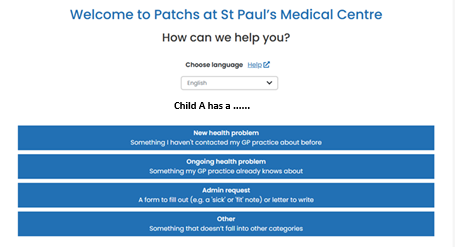 Welcome to Patchs at St Paul's Medical Centre
How can we help you?
Choose language Help
English
Child A has a ......
New health problem
Something I haven't contacted my GP practice about before
Ongoing health problem
Something my GP practice already knows about
Admin request
A form to fill out (e.g. a 'sick' or 'fit' note) or letter to write
Other
Something that doesn't fall into other categories